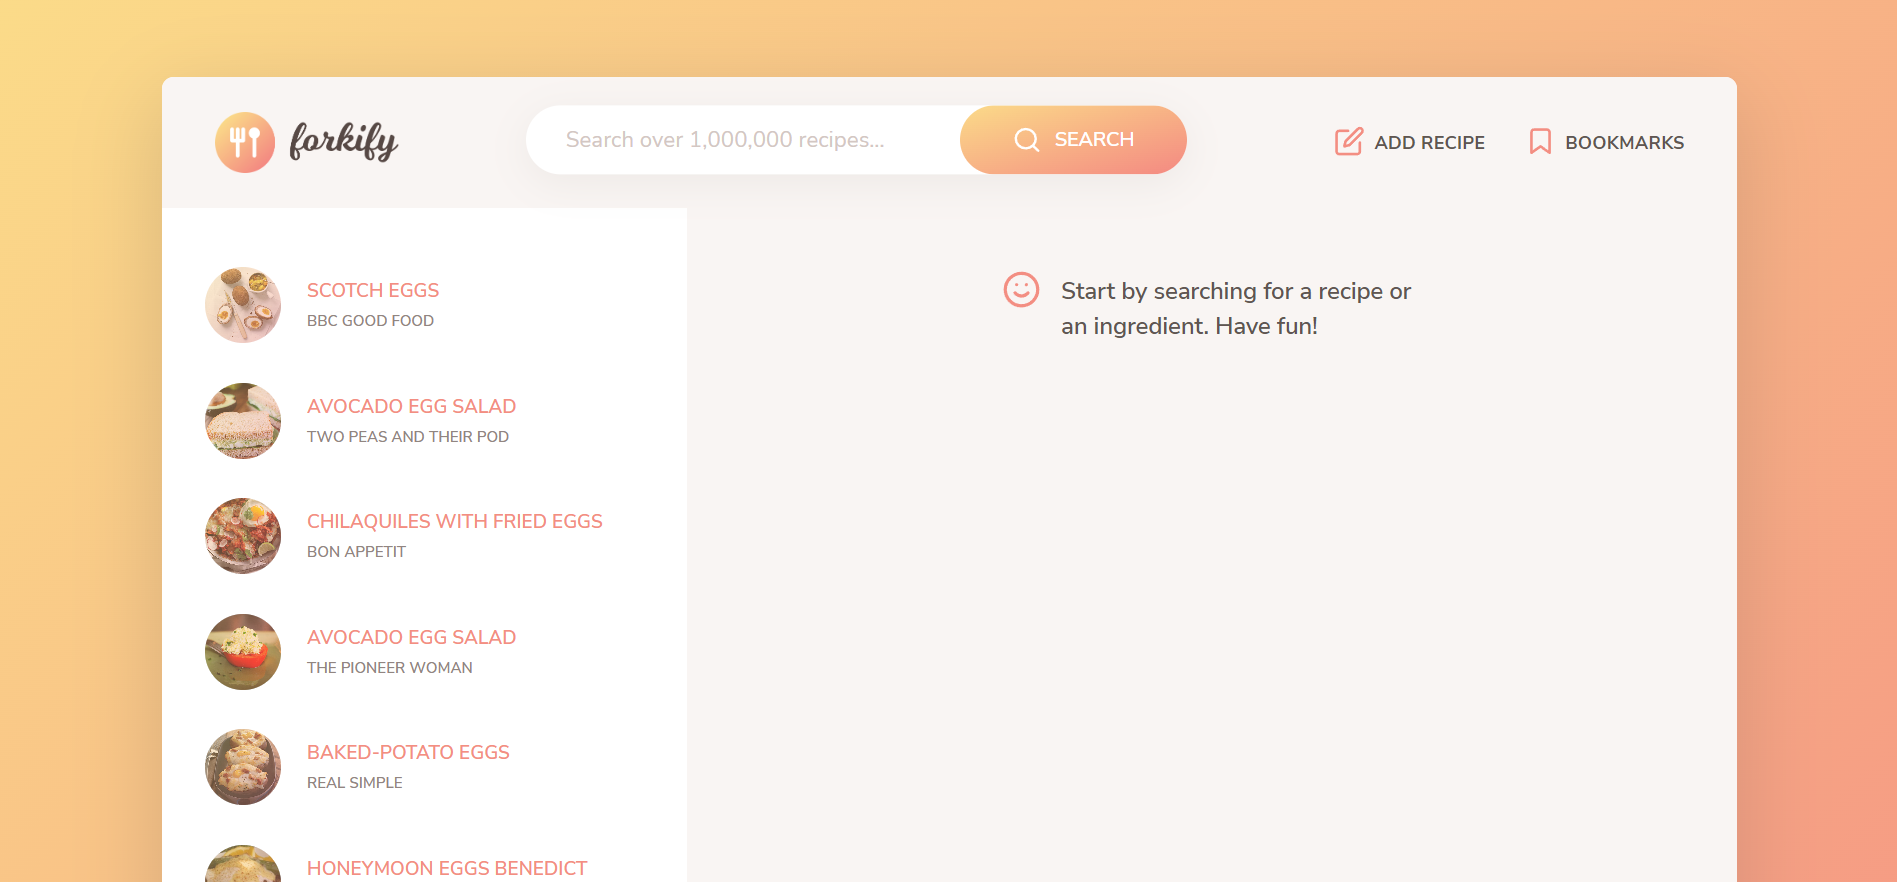 forkify
Search over 1,000,000 recipes...
SEARCH
ADD RECIPE
BOOKMARKS
SCOTCH EGGS
BBC GOOD FOOD
AVOCADO EGG SALAD
TWO PEAS AND THEIR POD
CHILAQUILES WITH FRIED EGGS
BON APPETIT
AVOCADO EGG SALAD
THE PIONEER WOMAN
BAKED-POTATO EGGS
REAL SIMPLE
HONEYMOON EGGS BENEDICT
Start by searching for a recipe or
an ingredient. Have fun!